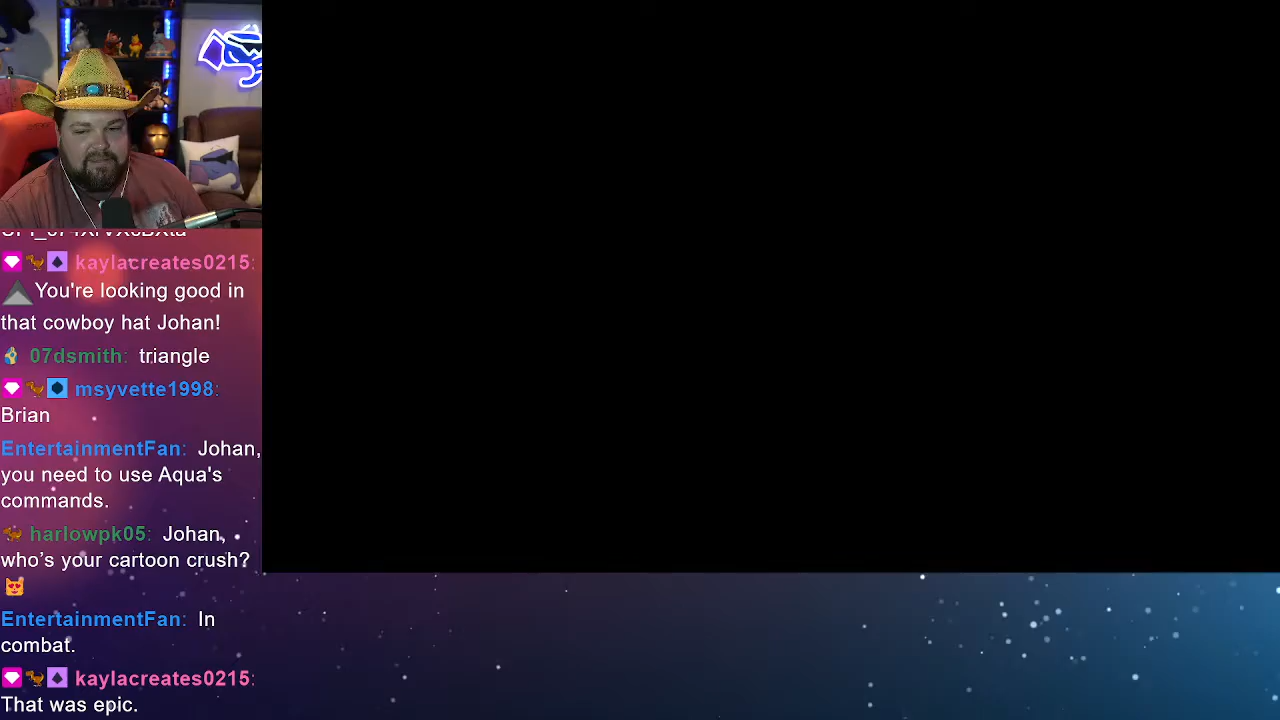 kaylacreates0215:
You're looking good in
that cowboy hat Johan!
07dsmith: triangle
msyvette1998:
Brian
EntertainmentFan: Johan,
you need to use Aqua's
commands.
harlowpk05: Johan,
who's your cartoon crush?
EntertainmentFan: In
combat.
kaylacreates0215:
That was epic.